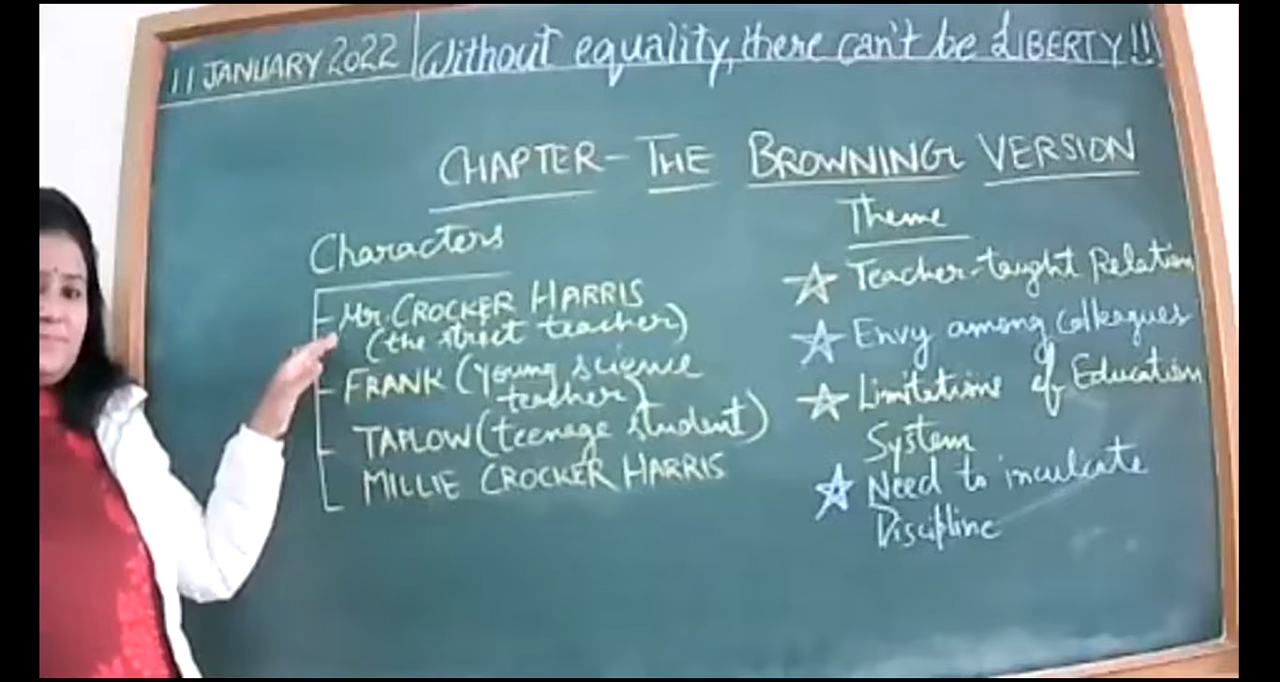 11 JANUARY 2022 | Without equality, there can't be LIBERTY!!
CHAPTER - THE BROWNING VERSION
Characters
- Mr. CROCKER HARRIS
(the strict teacher)
- FRANK (young science
teacher)
- TAPLOW (teenage student)
MILLIE CROCKER HARRIS
Theme
☆ Teacher-taught Relation
☆ Envy among colleagues
☆ Limitations of Education
System
☆ Need to inculcate
Discipline